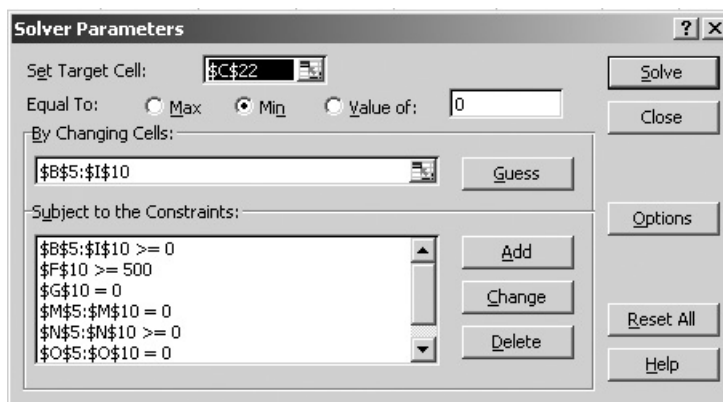 Solver Parameters
? X
Set Target Cell: $C$22
Solve
Equal To: Max Min Value of: 0
Close
By Changing Cells:
$B$5:$I$10
Guess
Subject to the Constraints:
Options
$B$5:$I$10 >= 0
Add
$F$10 >= 500
$G$10 = 0
Change
$M$5:$M$10 = 0
Reset All
$N$5:$N$10 >= 0
Delete
$O$5:$O$10 = 0
Help